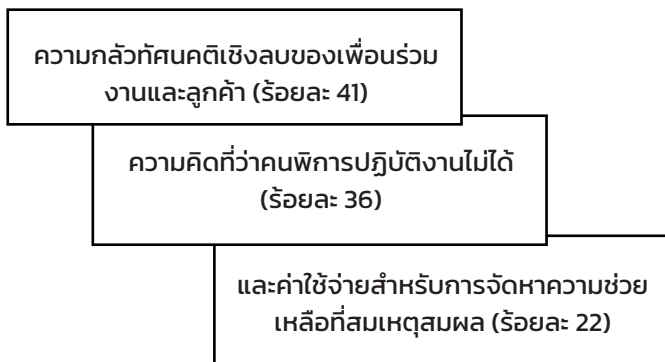 ความกลัวทัศนคติเชิงลบของเพื่อนร่วม
งานและลูกค้า (ร้อยละ 41)
ความคิดที่ว่าคนพิการปฏิบัติงานไม่ได้
(ร้อยละ 36)
และค่าใช้จ่ายสำหรับการจัดหาความช่วย
เหลือที่สมเหตุสมผล (ร้อยละ 22)